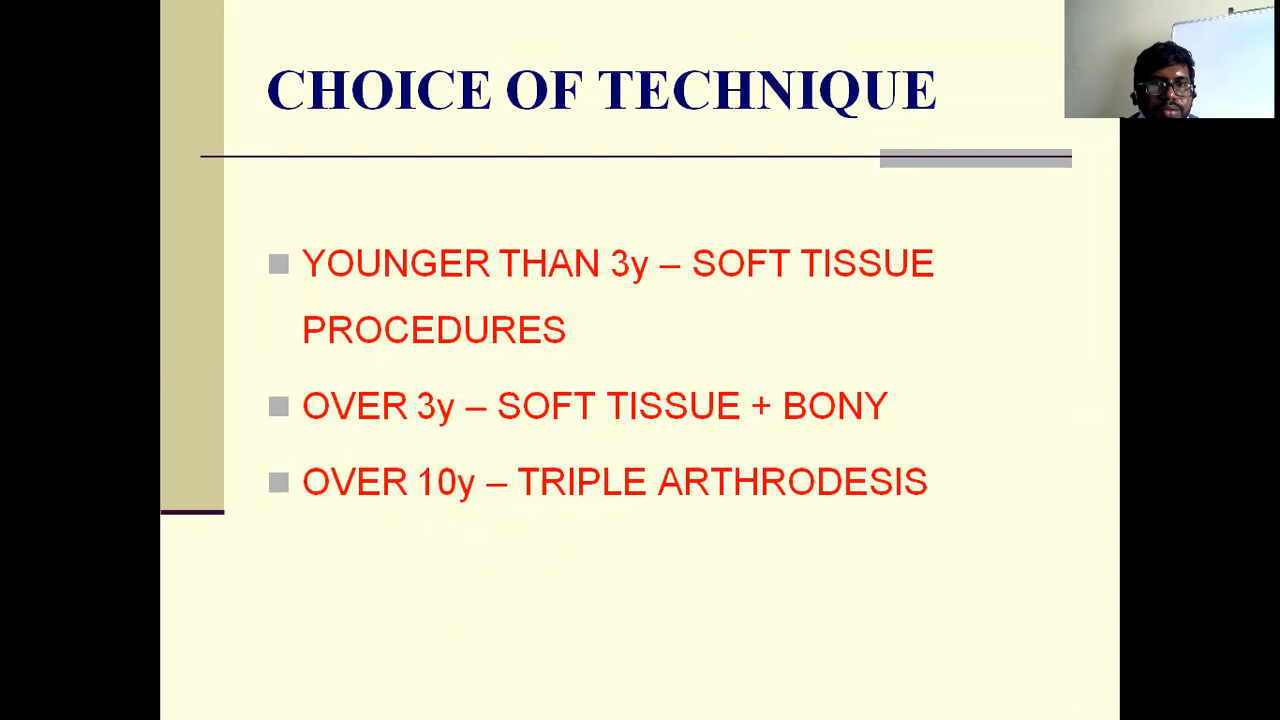 CHOICE OF TECHNIQUE
YOUNGER THAN 3y – SOFT TISSUE
PROCEDURES
OVER 3y – SOFT TISSUE + BONY
OVER 10y – TRIPLE ARTHRODESIS